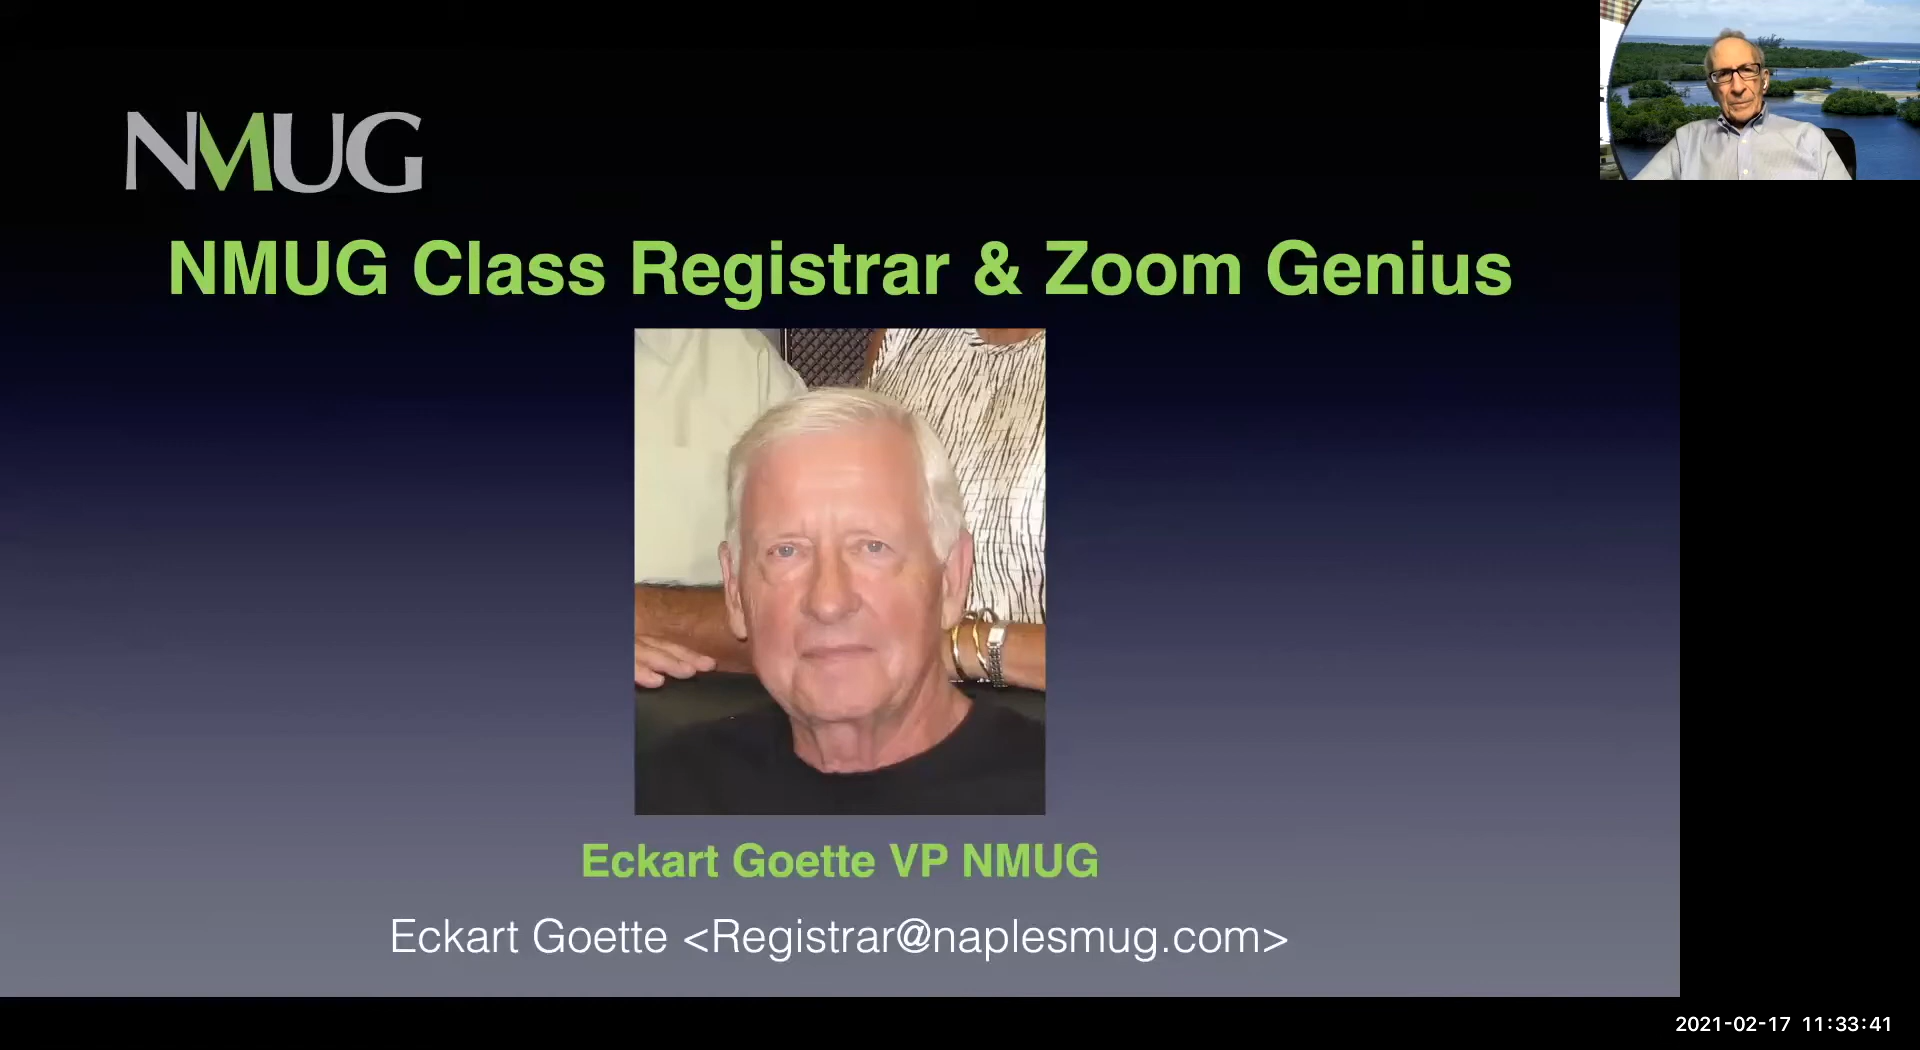 NMUG
NMUG Class Registrar & Zoom Genius
Eckart Goette VP NMUG
Eckart Goette <Registrar@naplesmug.com>
2021-02-17 11:33:41